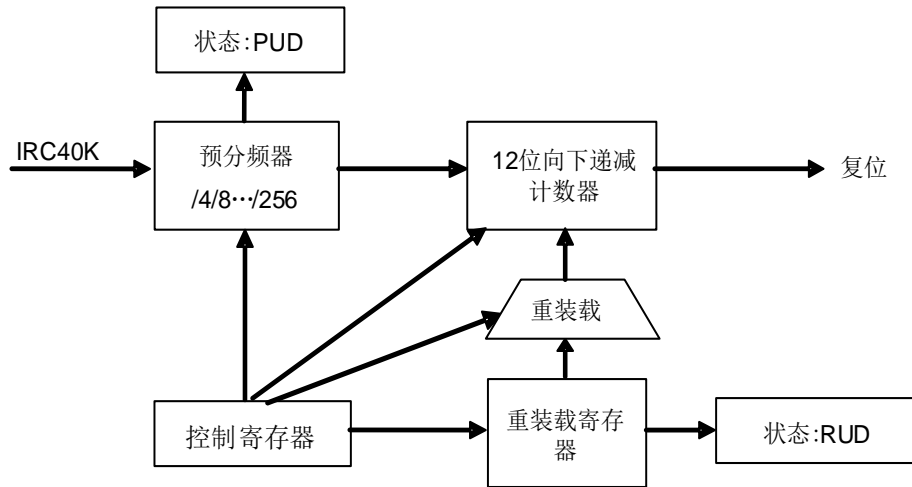 状态:PUD
IRC40K
预分频器
/4/8…/256
12位向下递减
计数器
复位
重装载
控制寄存器
重装载寄存
器
状态:RUD